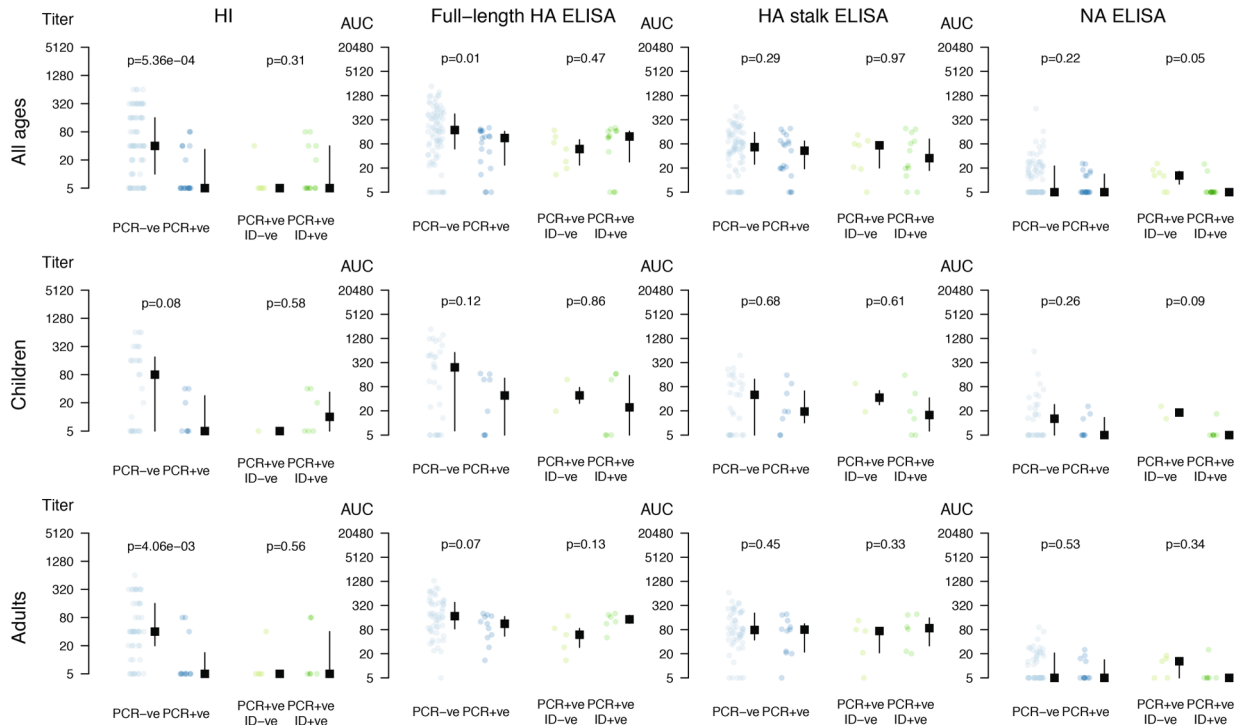 HI
Full−length HA ELISA
HA stalk ELISA
NA ELISA
All ages
Titer
5120
1280
320
80
20
5
p=5.36e−04
p=0.31
PCR−ve PCR+ve
PCR+ve PCR+ve
ID−ve ID+ve
AUC
20480
5120
1280
320
80
20
5
p=0.01
p=0.47
PCR−ve PCR+ve
PCR+ve PCR+ve
ID−ve ID+ve
AUC
20480
5120
1280
320
80
20
5
p=0.29
p=0.97
PCR−ve PCR+ve
PCR+ve PCR+ve
ID−ve ID+ve
AUC
20480
5120
1280
320
80
20
5
p=0.22
p=0.05
PCR−ve PCR+ve
PCR+ve PCR+ve
ID−ve ID+ve
Children
Titer
5120
1280
320
80
20
5
p=0.08
p=0.58
PCR−ve PCR+ve
PCR+ve PCR+ve
ID−ve ID+ve
AUC
20480
5120
1280
320
80
20
5
p=0.12
p=0.86
PCR−ve PCR+ve
PCR+ve PCR+ve
ID−ve ID+ve
AUC
20480
5120
1280
320
80
20
5
p=0.68
p=0.61
PCR−ve PCR+ve
PCR+ve PCR+ve
ID−ve ID+ve
AUC
20480
5120
1280
320
80
20
5
p=0.26
p=0.09
PCR−ve PCR+ve
PCR+ve PCR+ve
ID−ve ID+ve
Adults
Titer
5120
1280
320
80
20
5
p=4.06e−03
p=0.56
PCR−ve PCR+ve
PCR+ve PCR+ve
ID−ve ID+ve
AUC
20480
5120
1280
320
80
20
5
p=0.07
p=0.13
PCR−ve PCR+ve
PCR+ve PCR+ve
ID−ve ID+ve
AUC
20480
5120
1280
320
80
20
5
p=0.45
p=0.33
PCR−ve PCR+ve
PCR+ve PCR+ve
ID−ve ID+ve
AUC
20480
5120
1280
320
80
20
5
p=0.53
p=0.34
PCR−ve PCR+ve
PCR+ve PCR+ve
ID−ve ID+ve